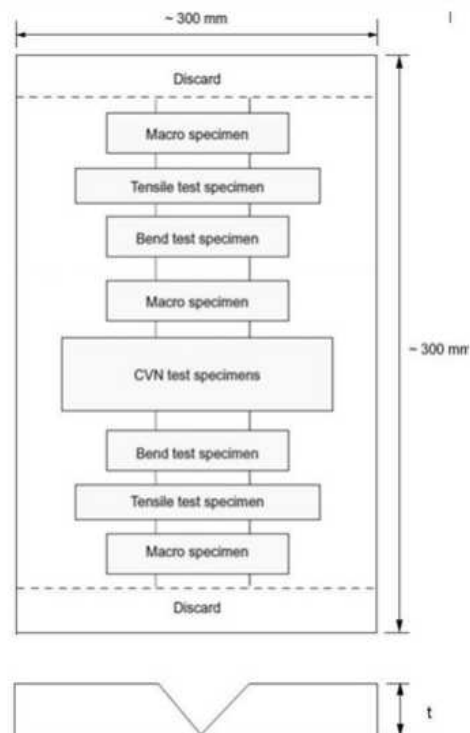 ~ 300 mm
Discard
Macro specimen
Tensile test specimen
Bend test specimen
Macro specimen
~ 300 mm
CVN test specimens
Bend test specimen
Tensile test specimen
Macro specimen
Discard
t